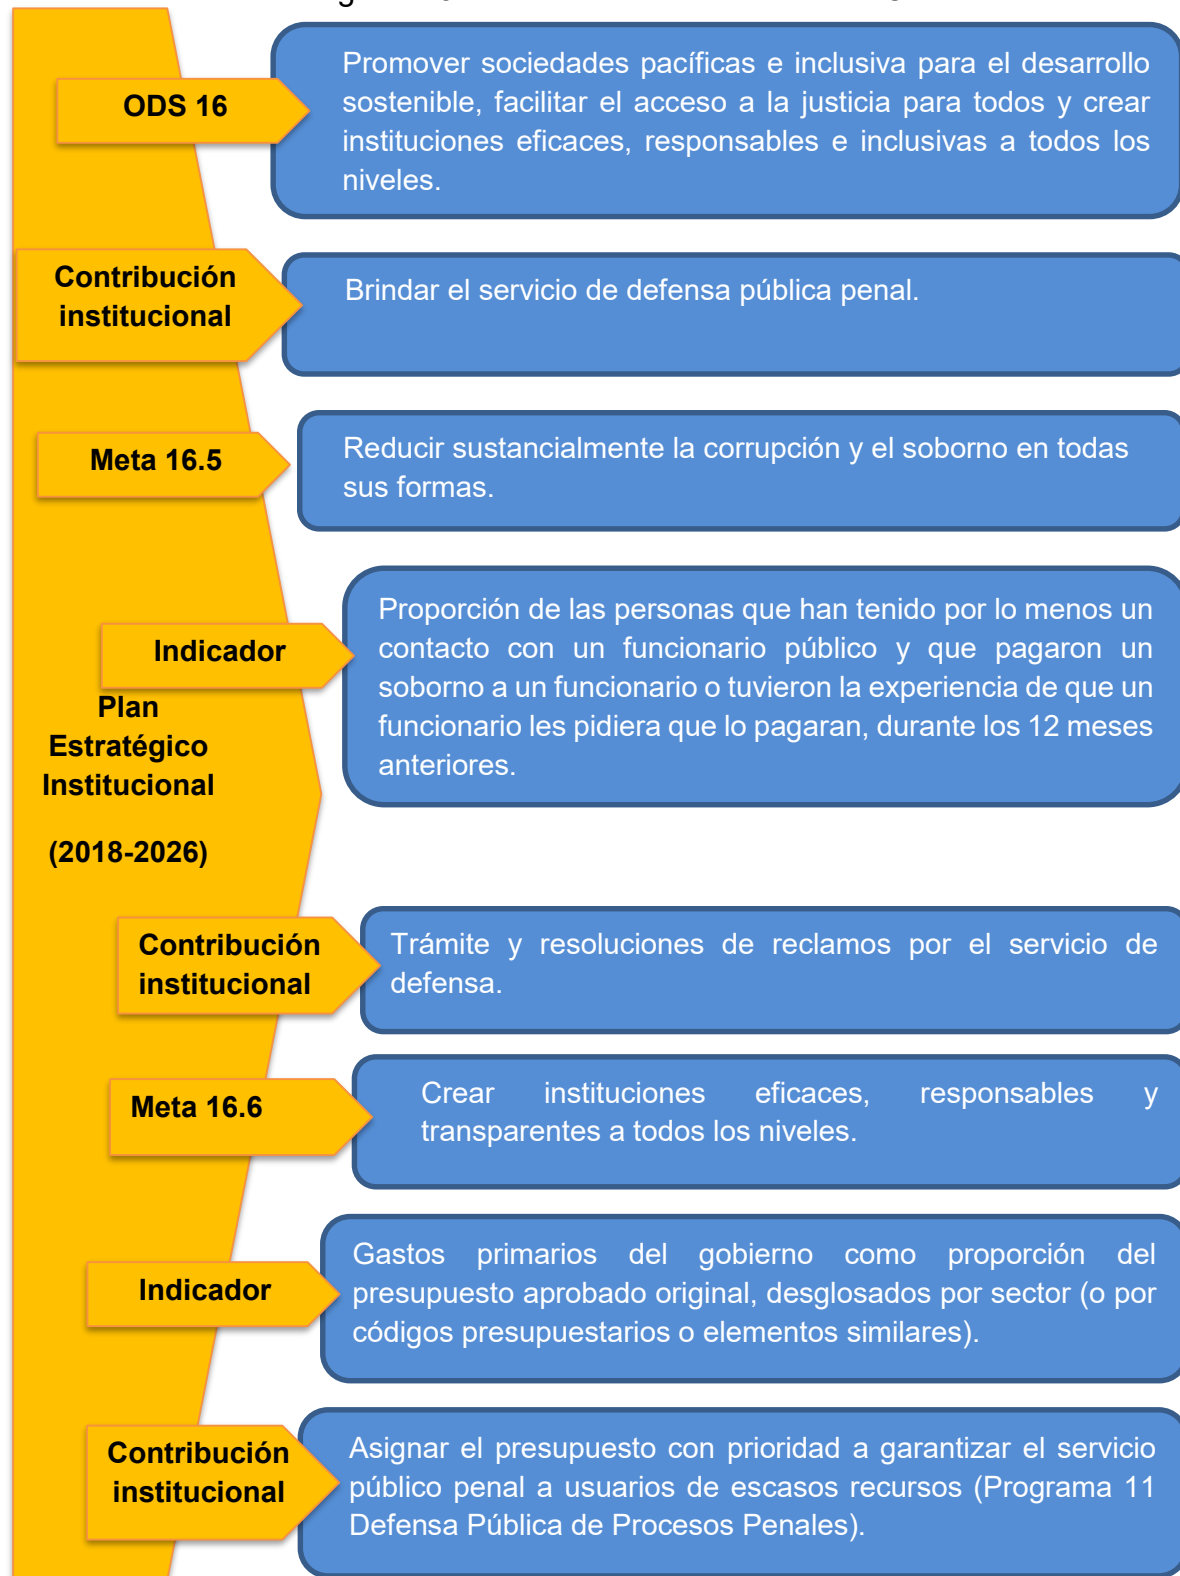 ODS 16
Promover sociedades pacíficas e inclusiva para el desarrollo
sostenible, facilitar el acceso a la justicia para todos y crear
instituciones eficaces, responsables e inclusivas a todos los
niveles.
Contribución
institucional
Brindar el servicio de defensa pública penal.
Meta 16.5
Reducir sustancialmente la corrupción y el soborno en todas
sus formas.
Indicador
Proporción de las personas que han tenido por lo menos un
contacto con un funcionario público y que pagaron un
soborno a un funcionario o tuvieron la experiencia de que un
funcionario les pidiera que lo pagaran, durante los 12 meses
anteriores.
Plan
Estratégico
Institucional
(2018-2026)
Contribución
institucional
Trámite y resoluciones de reclamos por el servicio de
defensa.
Meta 16.6
Crear instituciones eficaces, responsables y
transparentes a todos los niveles.
Indicador
Gastos primarios del gobierno como proporción del
presupuesto aprobado original, desglosados por sector (o por
códigos presupuestarios o elementos similares).
Contribución
institucional
Asignar el presupuesto con prioridad a garantizar el servicio
público penal a usuarios de escasos recursos (Programa 11
Defensa Pública de Procesos Penales).